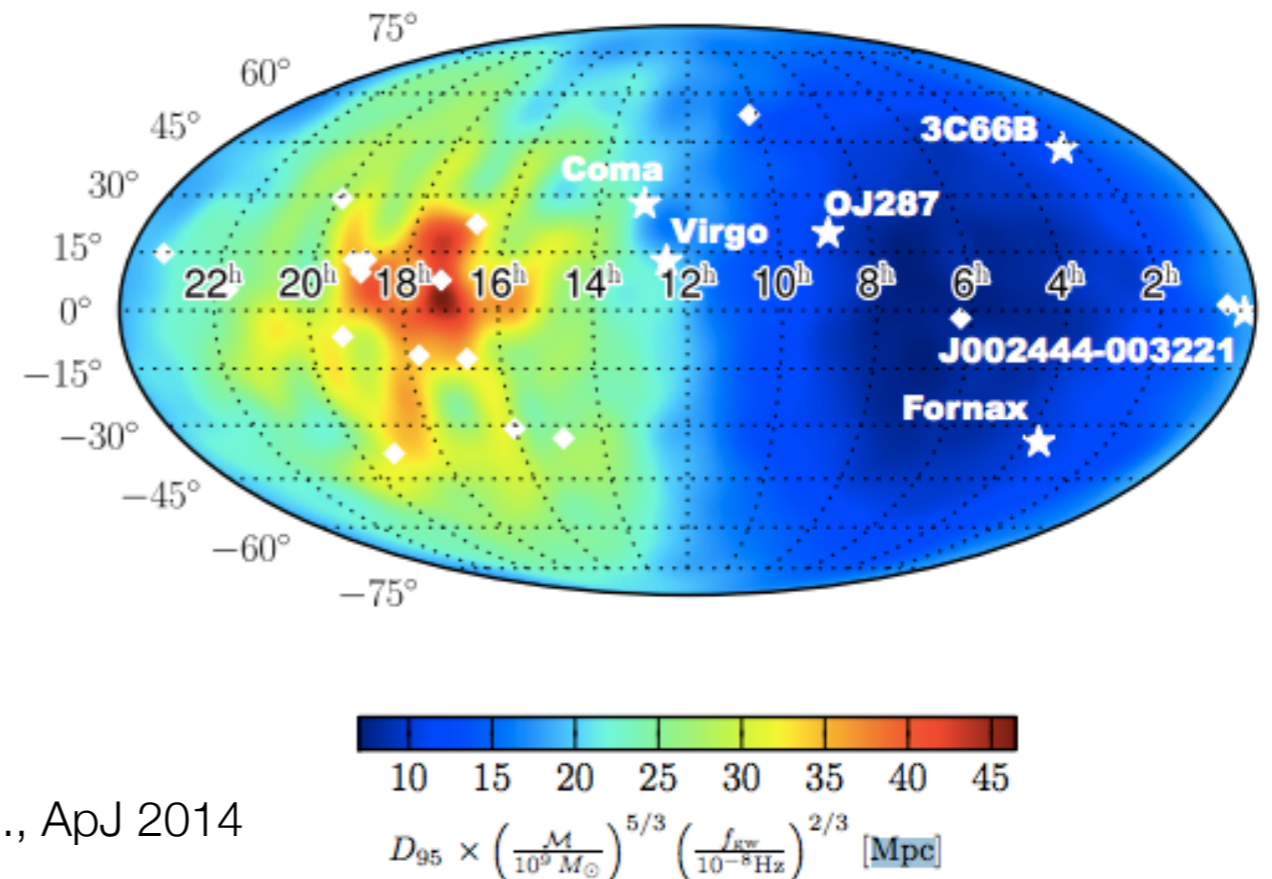 75°
60°
45°
30°
15°
0°
−15°
−30°
−45°
−60°
−75°
3C66B
Coma
OJ287
Virgo
22h 20h 18h 16h 14h 12h 10h 8h 6h 4h 2h
J002444-003221
Fornax
10 15 20 25 30 35 40 45
., ApJ 2014
D95 × (ℳ/10^9 M⊙)^5/3 (fgw/10^−8Hz)^2/3 [Mpc]